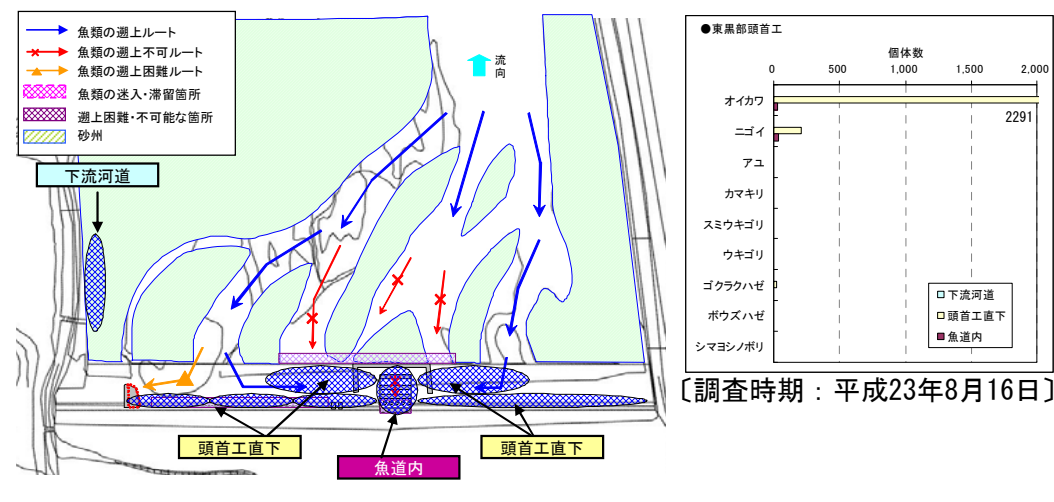 魚類の遡上ルート
魚類の遡上不可ルート
魚類の遡上困難ルート
魚類の迷入・滞留箇所
遡上困難・不可能な箇所
砂州
流
向
下流河道
頭首工直下
頭首工直下
魚道内
●東黒部頭首工
個体数
0
500
1,000
1,500
2,000
オイカワ
2291
ニゴイ
アユ
カマキリ
スミウキゴリ
ウキゴリ
ゴクラクハゼ
ボウズハゼ
シマヨシノボリ
下流河道
頭首工直下
魚道内
〔調査時期：平成23年8月16日〕